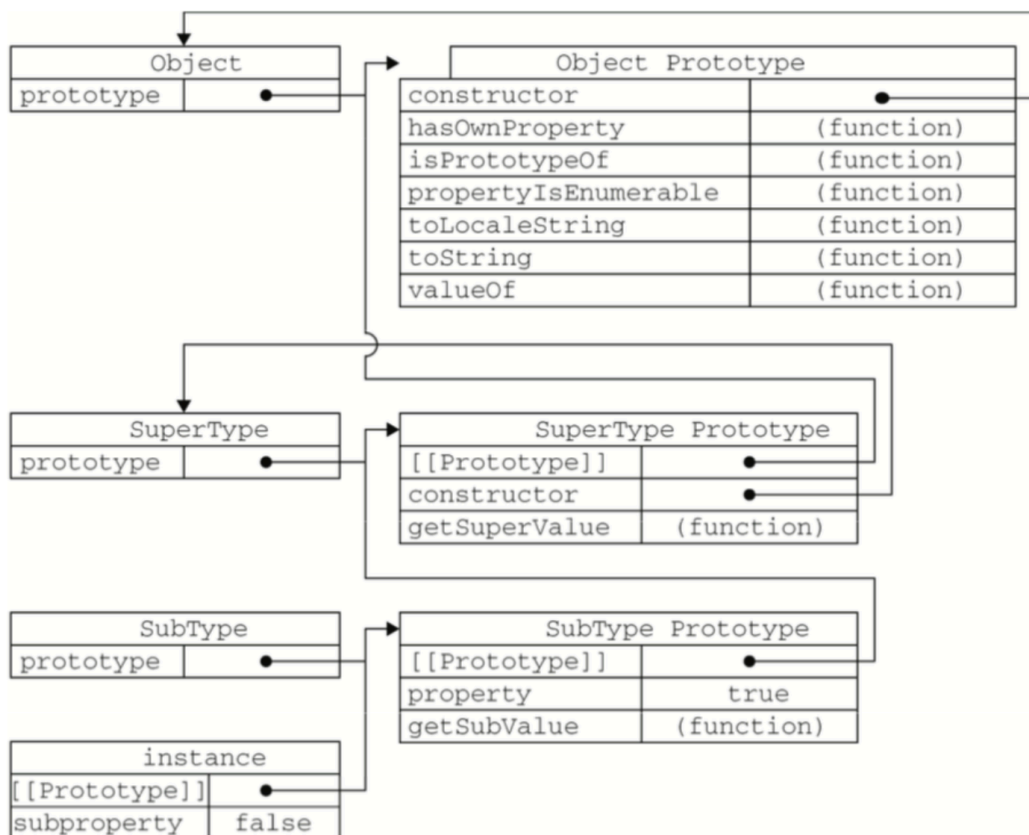 Object
prototype
Object Prototype
constructor
hasOwnProperty (function)
isPrototypeOf (function)
propertyIsEnumerable (function)
toLocaleString (function)
toString (function)
valueOf (function)
SuperType
prototype
SuperType Prototype
[[Prototype]]
constructor
getSuperValue (function)
SubType
prototype
SubType Prototype
[[Prototype]]
property true
getSubValue (function)
instance
[[Prototype]]
subproperty false